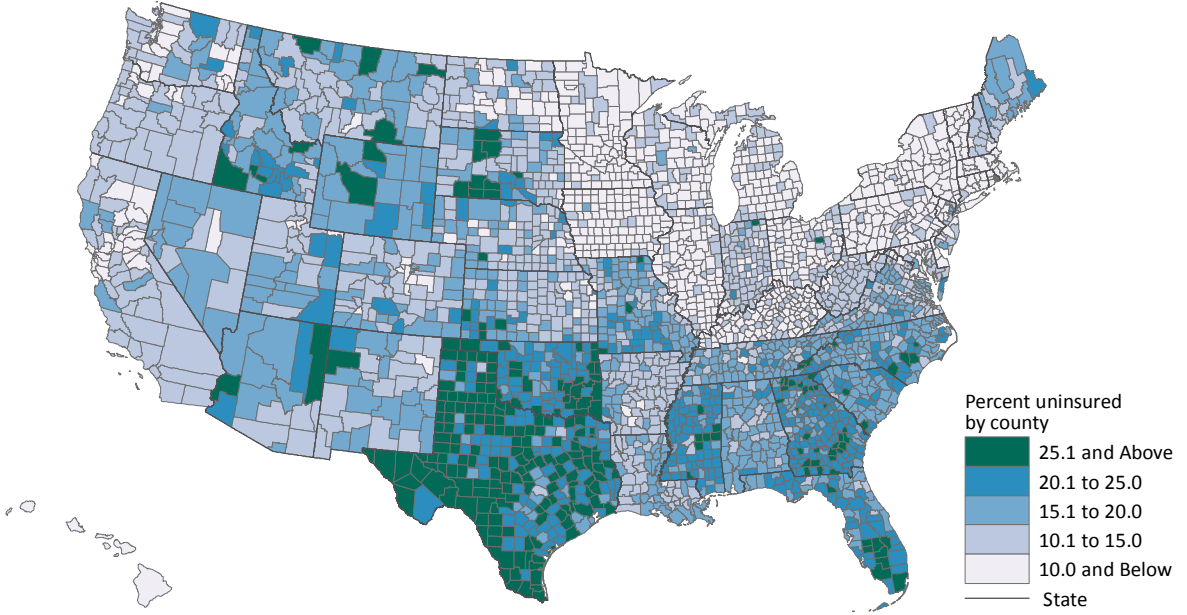 Percent uninsured
by county
25.1 and Above
20.1 to 25.0
15.1 to 20.0
10.1 to 15.0
10.0 and Below
State